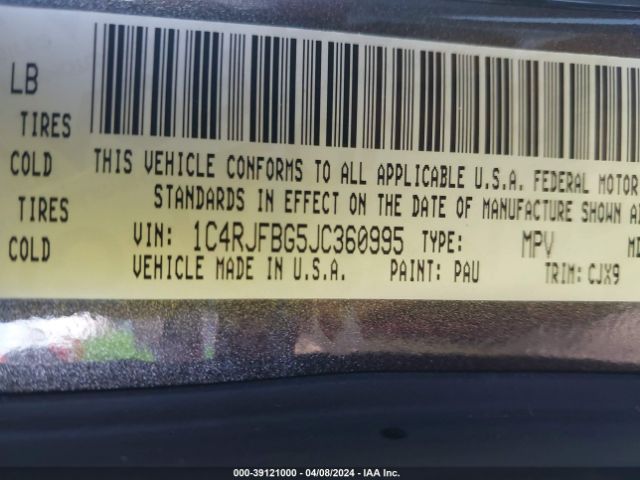 LB
TIRES
COLD THIS VEHICLE CONFORMS TO ALL APPLICABLE U.S.A. FEDERAL MOTOR
TIRES STANDARDS IN EFFECT ON THE DATE OF MANUFACTURE SHOWN
COLD VIN: 1C4RJFBG5JC360995 TYPE: MPV
VEHICLE MADE IN U.S.A. PAINT: PAU TRIM: CJX9
000-39121000 - 04/08/2024 - IAA Inc.